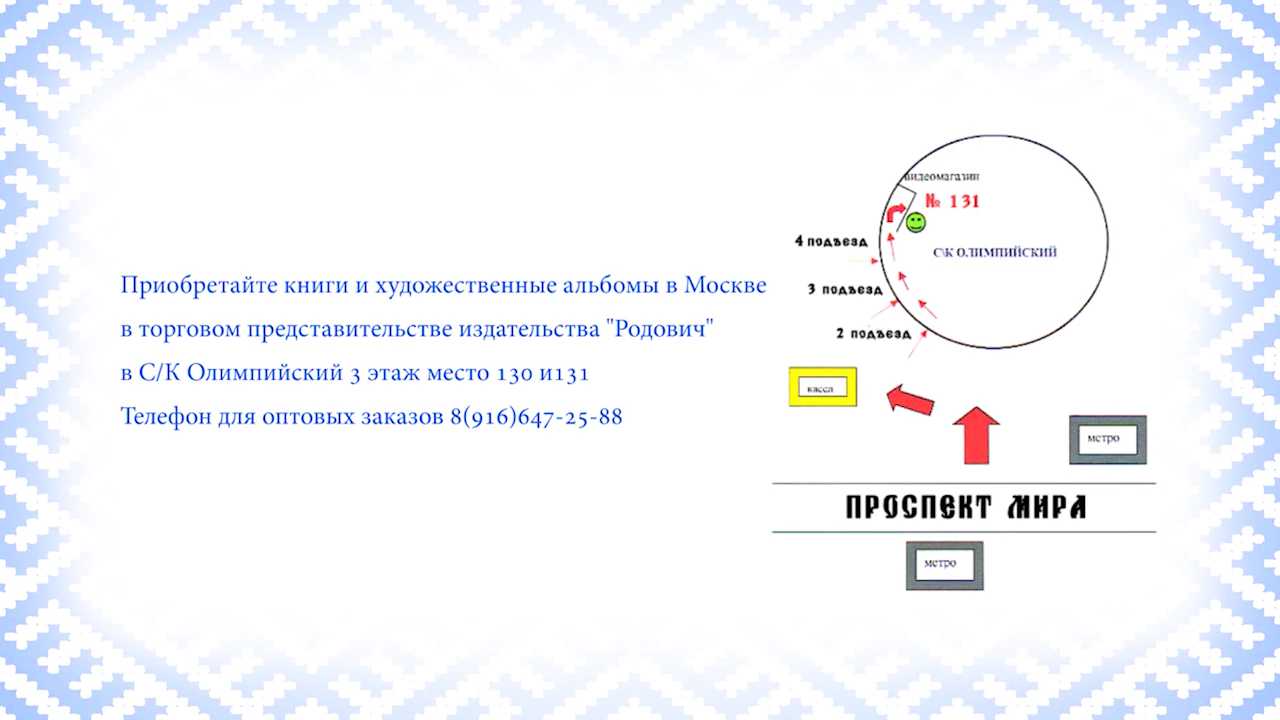 Приобретайте книги и художественные альбомы в Москве
в торговом представительстве издательства "Родович"
в С/К Олимпийский 3 этаж место 130 и131
Телефон для оптовых заказов 8(916)647-25-88
видеомагазин
№ 131
4 подъезд
С\К ОЛИМПИЙСКИЙ
3 подъезд
2 подъезд
касса
метро
ПРОСПЕКТ МИРА
метро